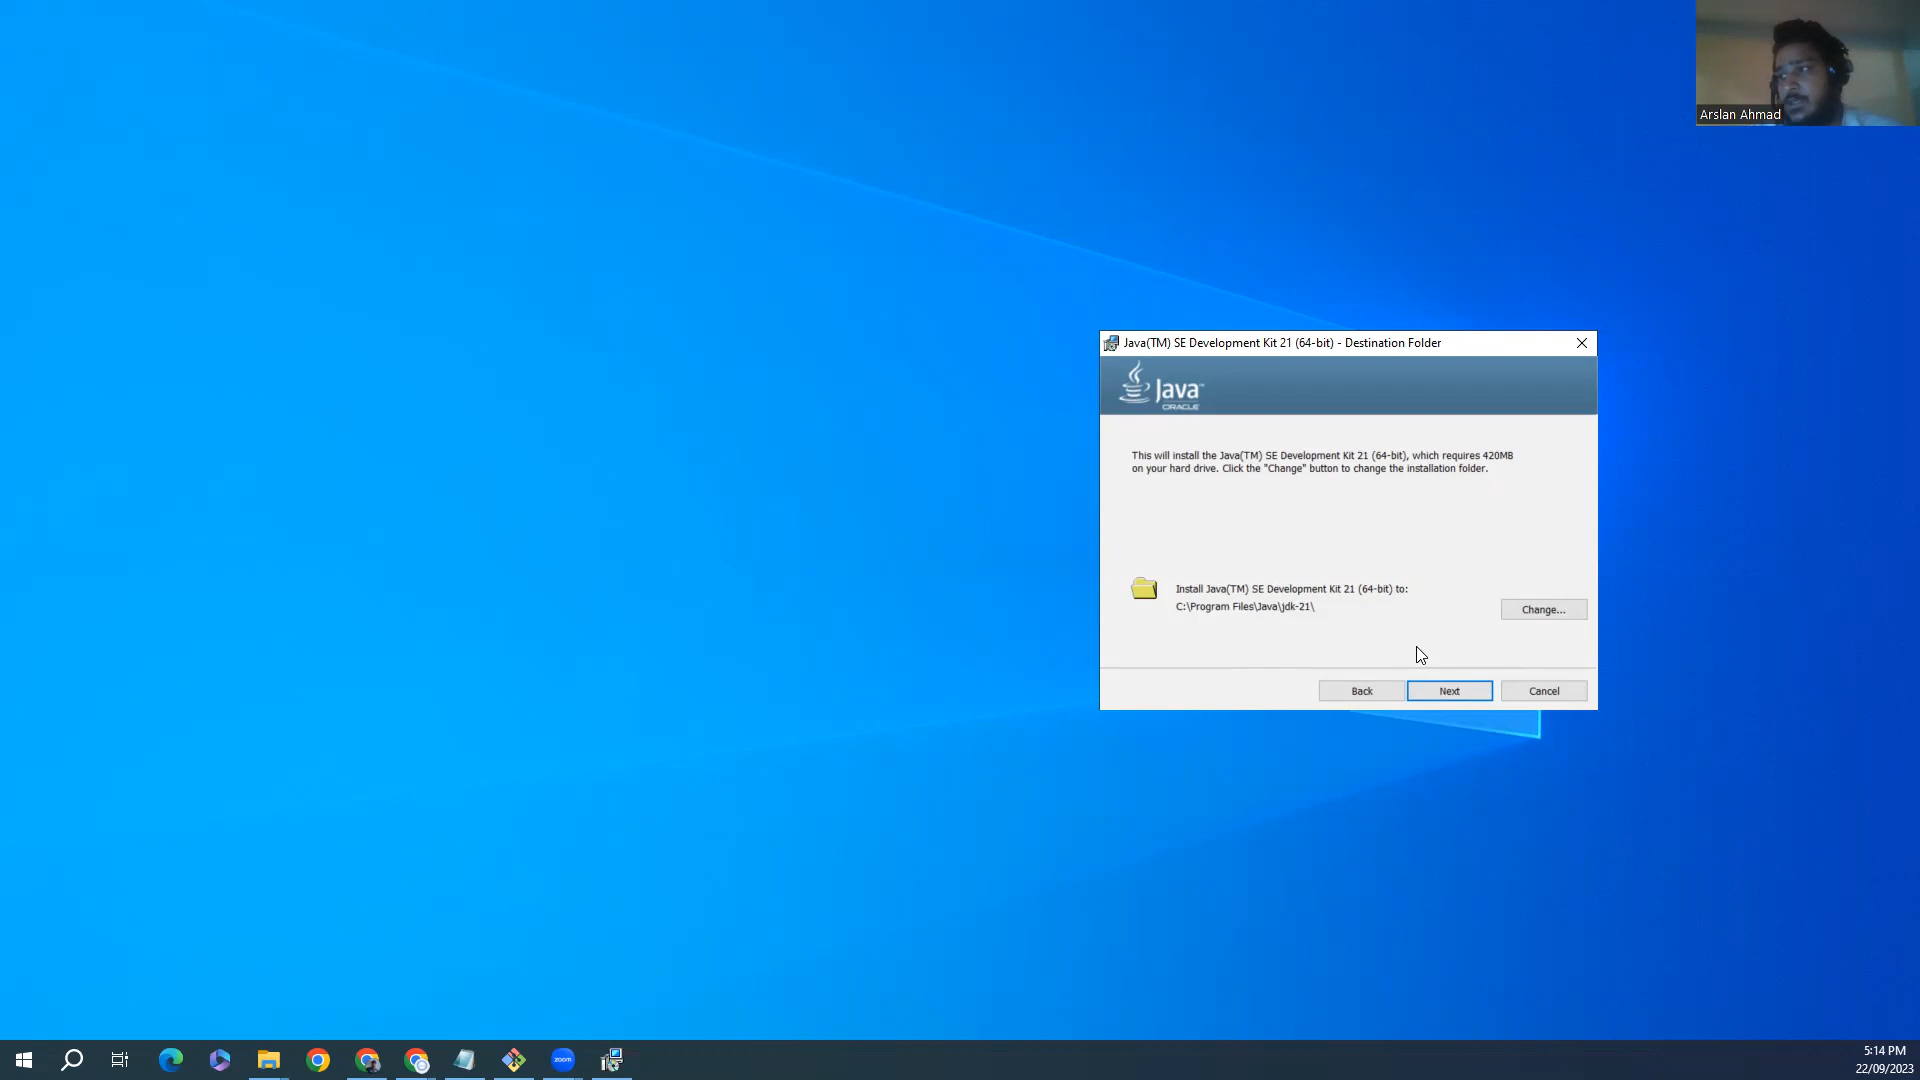 Arslan Ahmad
Java(TM) SE Development Kit 21 (64-bit) - Destination Folder
Java™
ORACLE
This will install the Java(TM) SE Development Kit 21 (64-bit), which requires 420MB
on your hard drive. Click the "Change" button to change the installation folder.
Install Java(TM) SE Development Kit 21 (64-bit) to:
C:\Program Files\Java\jdk-21\
Change...
Back
Next
Cancel
zoom
5:14 PM
22/09/2023